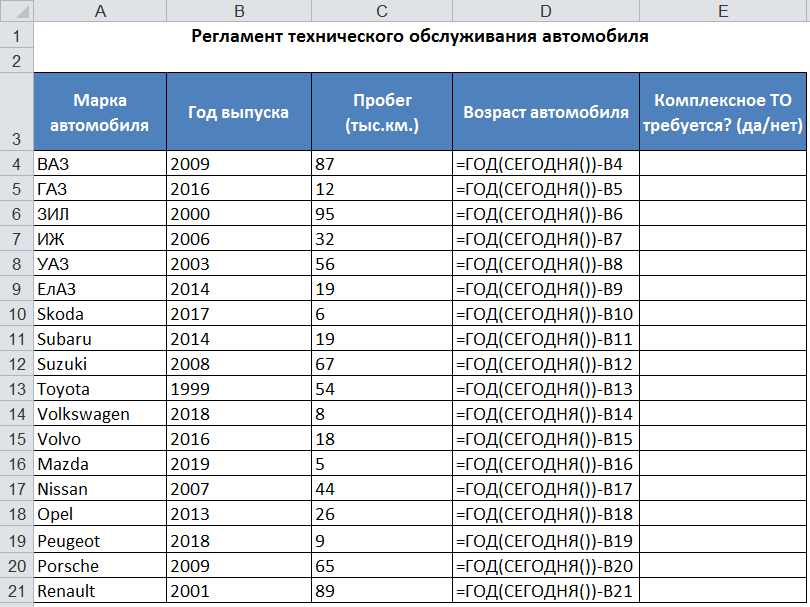 A B C D E
1 Регламент технического обслуживания автомобиля
2
3 Марка автомобиля Год выпуска Пробег (тыс.км.) Возраст автомобиля Комплексное ТО требуется? (да/нет)
4 ВАЗ 2009 87 =ГОД(СЕГОДНЯ())-B4
5 ГАЗ 2016 12 =ГОД(СЕГОДНЯ())-B5
6 ЗИЛ 2000 95 =ГОД(СЕГОДНЯ())-B6
7 ИЖ 2006 32 =ГОД(СЕГОДНЯ())-B7
8 УАЗ 2003 56 =ГОД(СЕГОДНЯ())-B8
9 ЕлАЗ 2014 19 =ГОД(СЕГОДНЯ())-B9
10 Skoda 2017 6 =ГОД(СЕГОДНЯ())-B10
11 Subaru 2014 19 =ГОД(СЕГОДНЯ())-B11
12 Suzuki 2008 67 =ГОД(СЕГОДНЯ())-B12
13 Toyota 1999 54 =ГОД(СЕГОДНЯ())-B13
14 Volkswagen 2018 8 =ГОД(СЕГОДНЯ())-B14
15 Volvo 2016 18 =ГОД(СЕГОДНЯ())-B15
16 Mazda 2019 5 =ГОД(СЕГОДНЯ())-B16
17 Nissan 2007 44 =ГОД(СЕГОДНЯ())-B17
18 Opel 2013 26 =ГОД(СЕГОДНЯ())-B18
19 Peugeot 2018 9 =ГОД(СЕГОДНЯ())-B19
20 Porsche 2009 65 =ГОД(СЕГОДНЯ())-B20
21 Renault 2001 89 =ГОД(СЕГОДНЯ())-B21